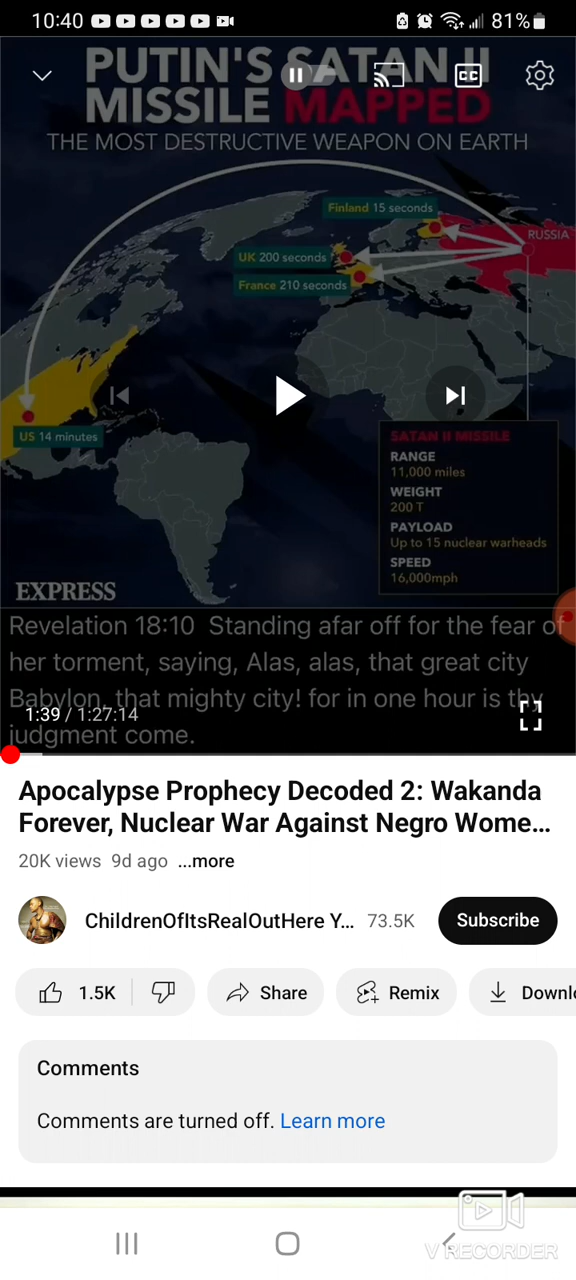 10:40
81%
PUTIN'S SATAN II
MISSILE MAPPED
THE MOST DESTRUCTIVE WEAPON ON EARTH
CC
Finland 15 seconds
RUSSIA
UK 200 seconds
France 210 seconds
US 14 minutes
SATAN II MISSILE
RANGE
11,000 miles
WEIGHT
200 T
PAYLOAD
Up to 15 nuclear warheads
SPEED
16,000mph
EXPRESS
Revelation 18:10 Standing afar off for the fear of
her torment, saying, Alas, alas, that great city
Babylon, that mighty city! for in one hour is thy
judgment come.
1:39 / 1:27:14
Apocalypse Prophecy Decoded 2: Wakanda
Forever, Nuclear War Against Negro Wome...
20K views 9d ago ...more
ChildrenOfItsRealOutHere Y... 73.5K Subscribe
1.5K Share Remix Downlo
Comments
Comments are turned off. Learn more
V RECORDER